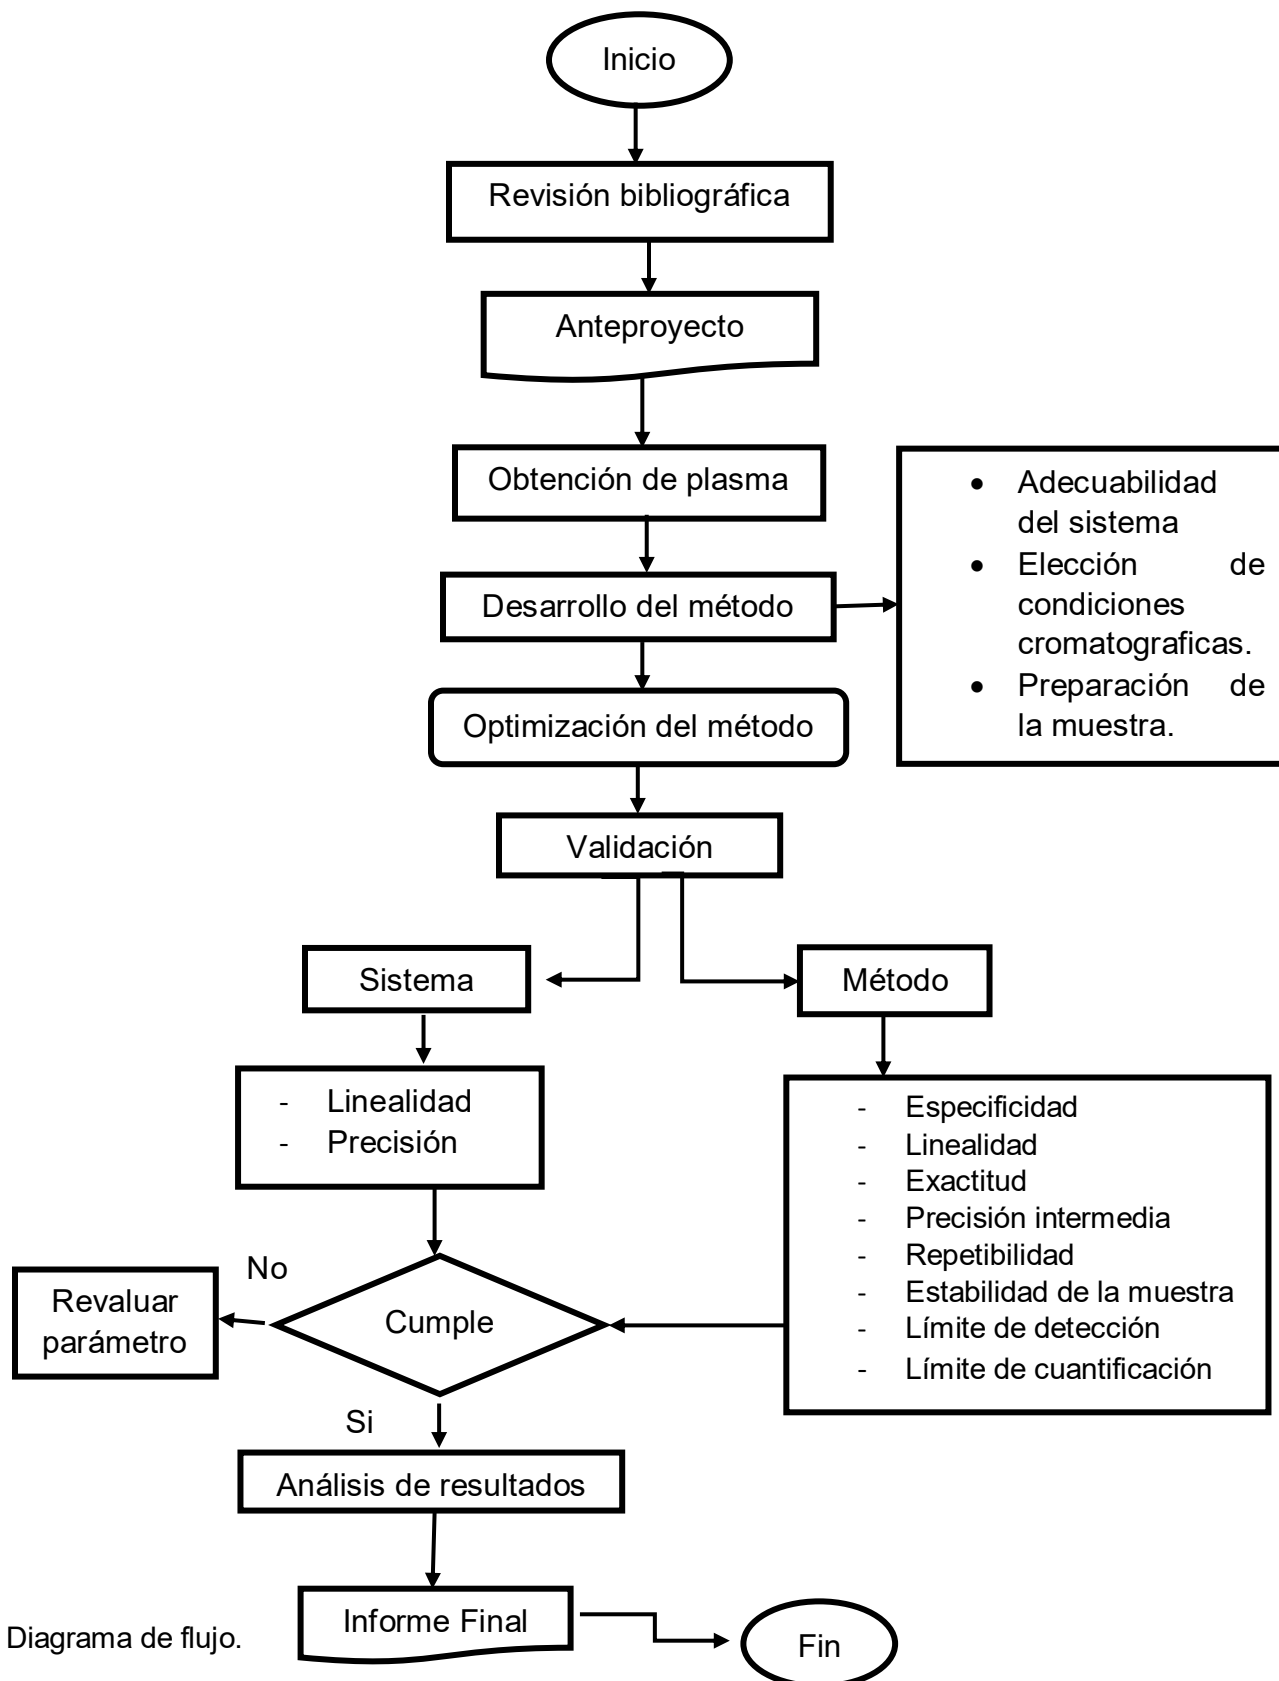 Inicio
Revisión bibliográfica
Anteproyecto
Obtención de plasma
• Adecuabilidad
del sistema
• Elección de
condiciones
cromatograficas.
• Preparación de
la muestra.
Desarrollo del método
Optimización del método
Validación
Sistema
Método
- Linealidad
- Precisión
- Especificidad
- Linealidad
- Exactitud
- Precisión intermedia
- Repetibilidad
- Estabilidad de la muestra
- Límite de detección
- Límite de cuantificación
No
Revaluar
parámetro
Cumple
Si
Análisis de resultados
Informe Final
Diagrama de flujo.
Fin